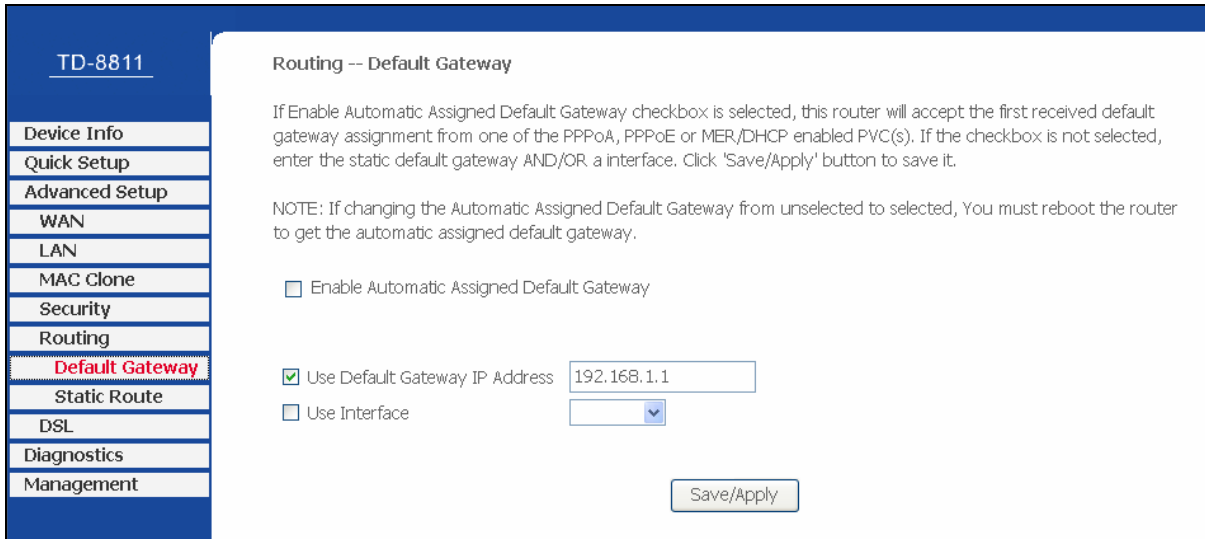 TD-8811
Device Info
Quick Setup
Advanced Setup
WAN
LAN
MAC Clone
Security
Routing
Default Gateway
Static Route
DSL
Diagnostics
Management
Routing -- Default Gateway
If Enable Automatic Assigned Default Gateway checkbox is selected, this router will accept the first received default
gateway assignment from one of the PPPoA, PPPoE or MER/DHCP enabled PVC(s). If the checkbox is not selected,
enter the static default gateway AND/OR a interface. Click 'Save/Apply' button to save it.
NOTE: If changing the Automatic Assigned Default Gateway from unselected to selected, You must reboot the router
to get the automatic assigned default gateway.
Enable Automatic Assigned Default Gateway
Use Default Gateway IP Address 192.168.1.1
Use Interface
Save/Apply